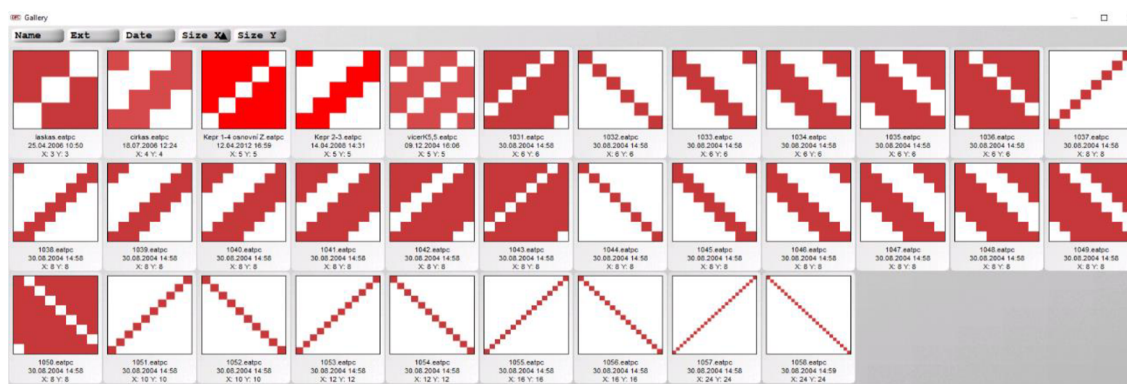 Gallery
Name Ext Date Size X▲ Size Y
laskas.eatpc cirkas.eatpc Kepr 1-4 osnovní Z.eatpc Kepr 2-3.eatpc vicerK5,5.eatpc 1031.eatpc 1032.eatpc 1033.eatpc 1034.eatpc 1035.eatpc 1036.eatpc 1037.eatpc
25.04.2006 10:50 18.07.2006 12:24 12.04.2012 16:59 14.04.2008 14:31 09.12.2004 16:06 30.08.2004 14:58 30.08.2004 14:58 30.08.2004 14:58 30.08.2004 14:58 30.08.2004 14:58 30.08.2004 14:58 30.08.2004 14:58
X: 3 Y: 3 X: 4 Y: 4 X: 5 Y: 5 X: 5 Y: 5 X: 5 Y: 5 X: 6 Y: 6 X: 6 Y: 6 X: 6 Y: 6 X: 6 Y: 6 X: 6 Y: 6 X: 6 Y: 6 X: 8 Y: 8
1038.eatpc 1039.eatpc 1040.eatpc 1041.eatpc 1042.eatpc 1043.eatpc 1044.eatpc 1045.eatpc 1046.eatpc 1047.eatpc 1048.eatpc 1049.eatpc
30.08.2004 14:58 30.08.2004 14:58 30.08.2004 14:58 30.08.2004 14:58 30.08.2004 14:58 30.08.2004 14:58 30.08.2004 14:58 30.08.2004 14:58 30.08.2004 14:58 30.08.2004 14:58 30.08.2004 14:58 30.08.2004 14:58
X: 8 Y: 8 X: 8 Y: 8 X: 8 Y: 8 X: 8 Y: 8 X: 8 Y: 8 X: 8 Y: 8 X: 8 Y: 8 X: 8 Y: 8 X: 8 Y: 8 X: 8 Y: 8 X: 8 Y: 8 X: 8 Y: 8
1050.eatpc 1051.eatpc 1052.eatpc 1053.eatpc 1054.eatpc 1055.eatpc 1056.eatpc 1057.eatpc 1058.eatpc
30.08.2004 14:58 30.08.2004 14:58 30.08.2004 14:58 30.08.2004 14:58 30.08.2004 14:58 30.08.2004 14:58 30.08.2004 14:58 30.08.2004 14:58 30.08.2004 14:59
X: 8 Y: 8 X: 10 Y: 10 X: 10 Y: 10 X: 12 Y: 12 X: 12 Y: 12 X: 16 Y: 16 X: 16 Y: 16 X: 24 Y: 24 X: 24 Y: 24